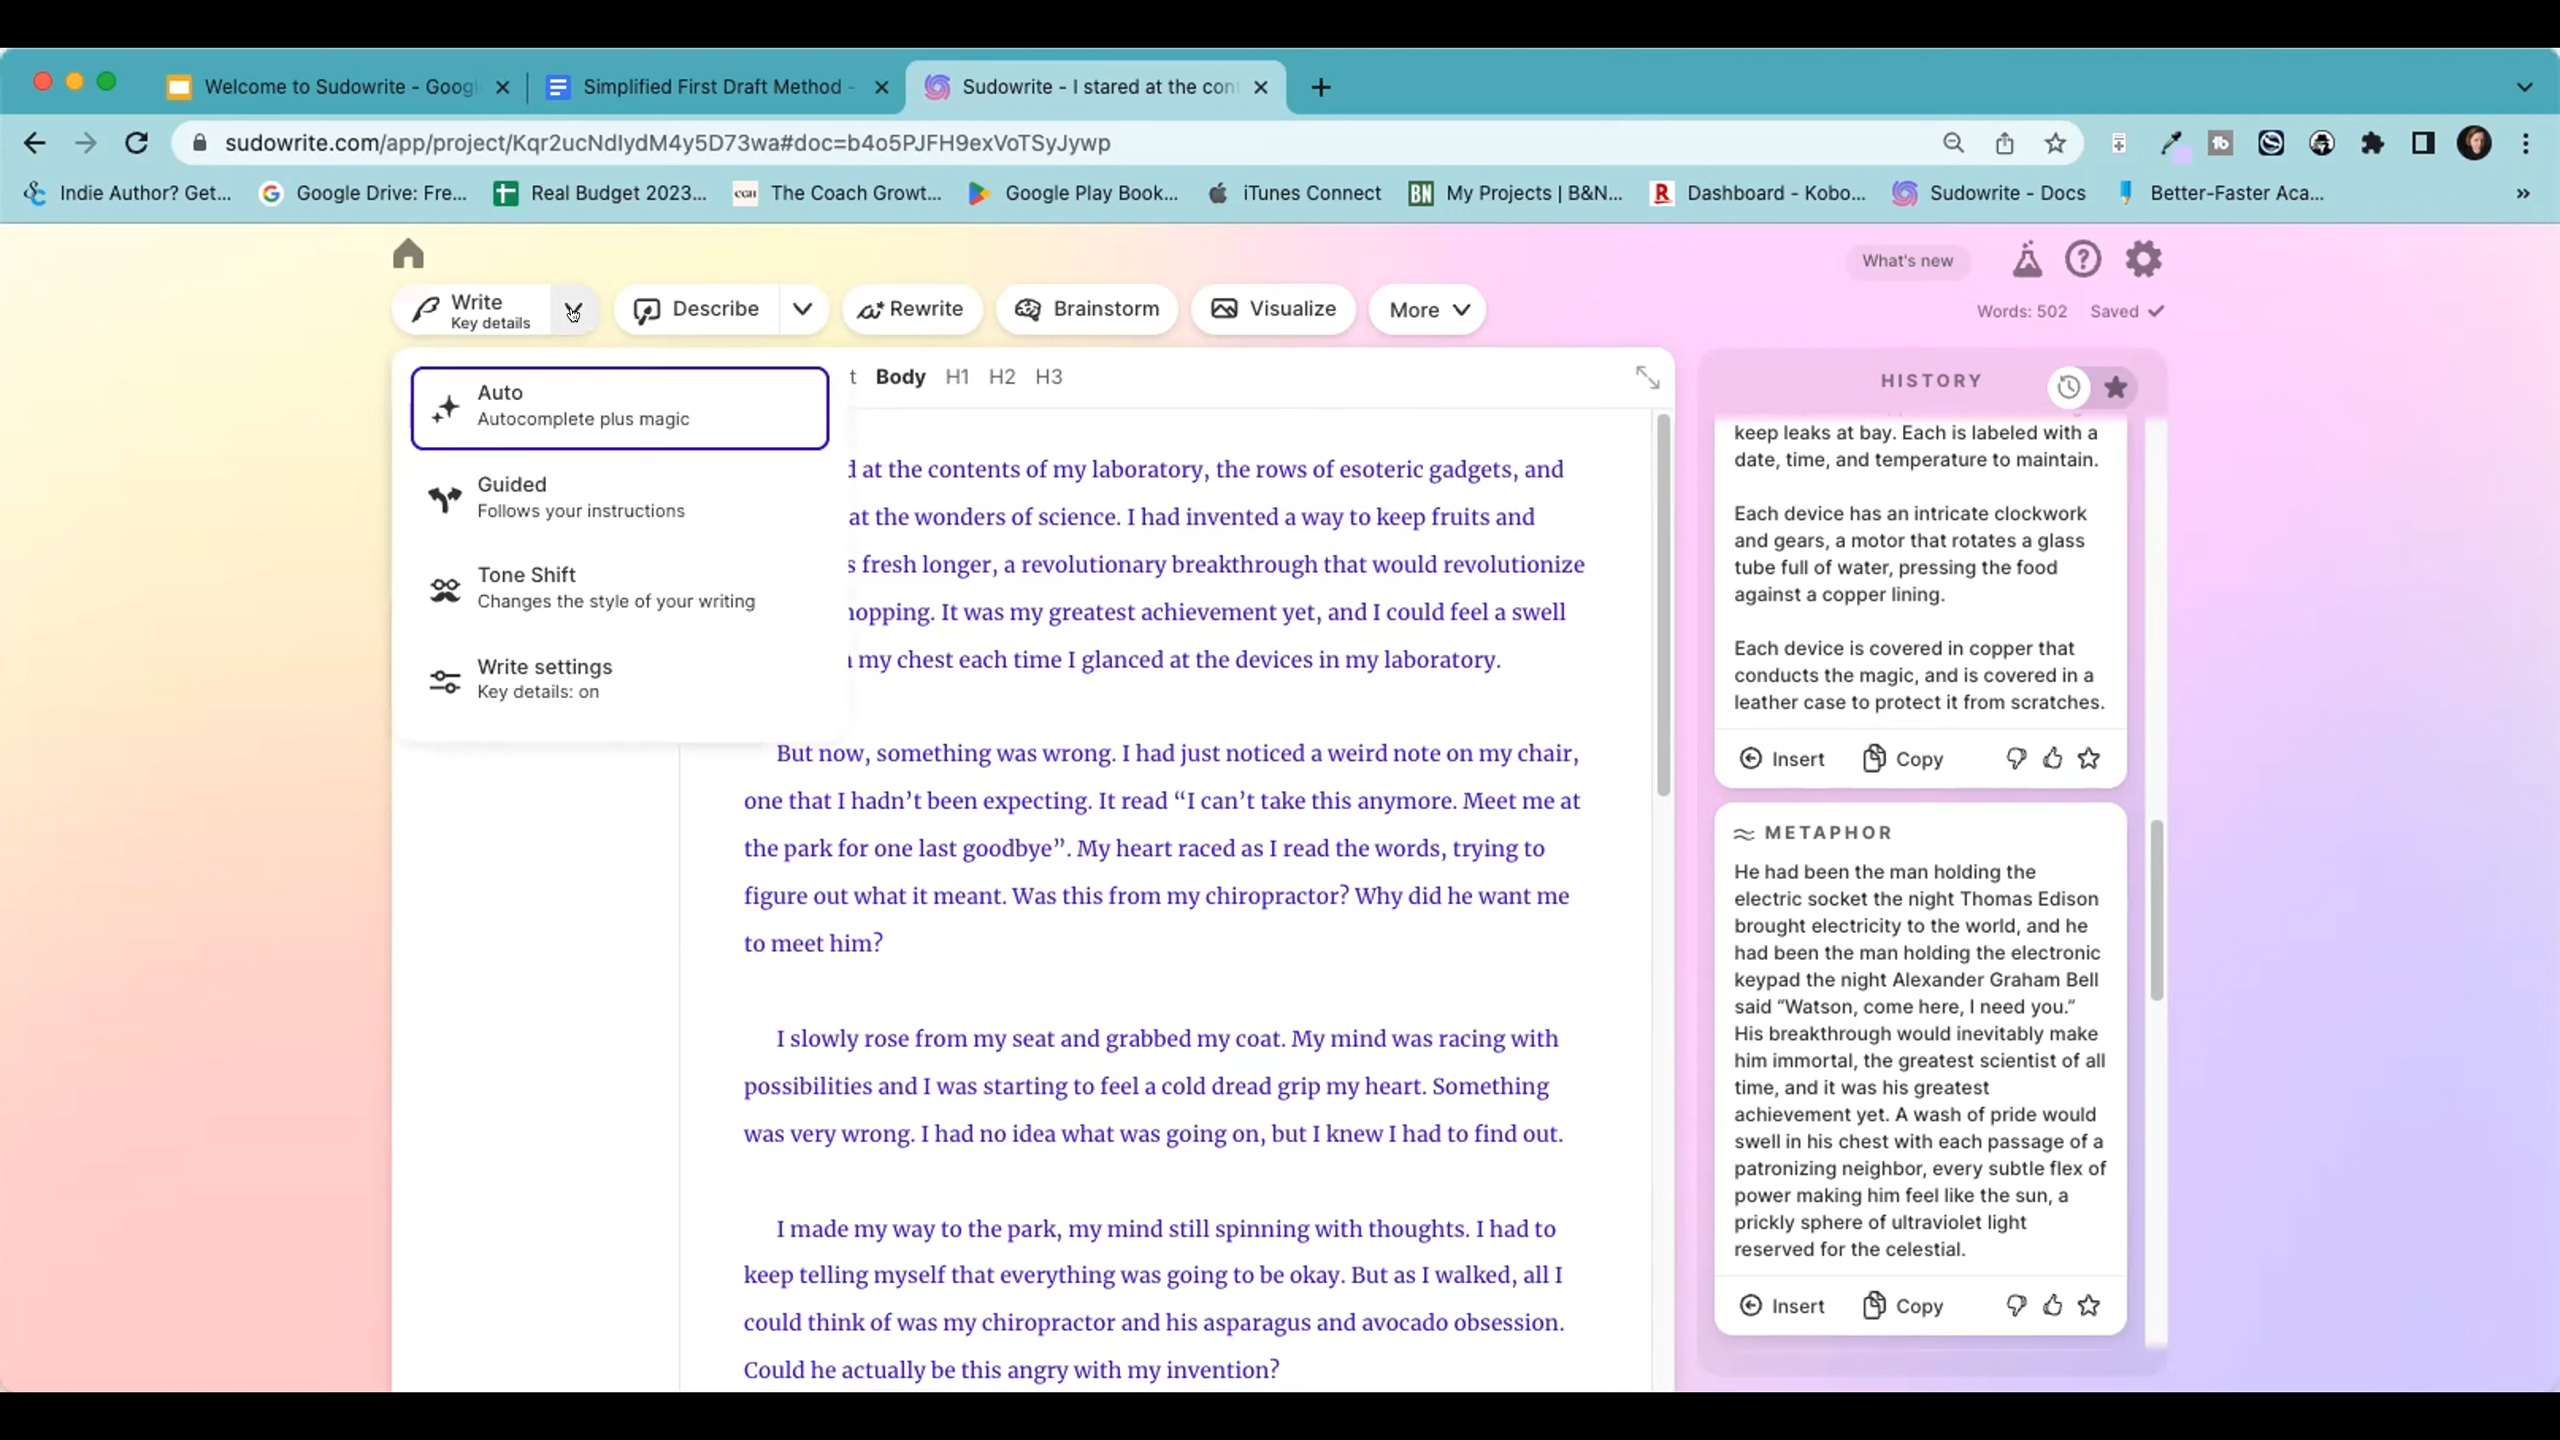 Welcome to Sudowrite - Goog
Simplified First Draft Method -
Sudowrite - I stared at the con
sudowrite.com/app/project/Kqr2ucNdIydM4y5D73wa#doc=b4o5PJFH9exVoTSyJywp
Indie Author? Get...
Google Drive: Fre...
Real Budget 2023...
The Coach Growt...
Google Play Book...
iTunes Connect
BN My Projects | B&N...
R Dashboard - Kobo...
Sudowrite - Docs
Better-Faster Aca...
What's new
Write
Key details
Describe
Rewrite
Brainstorm
Visualize
More
Words: 502
Saved
Auto
Autocomplete plus magic
Guided
Follows your instructions
Tone Shift
Changes the style of your writing
Write settings
Key details: on
t Body H1 H2 H3
d at the contents of my laboratory, the rows of esoteric gadgets, and
at the wonders of science. I had invented a way to keep fruits and
s fresh longer, a revolutionary breakthrough that would revolutionize
hopping. It was my greatest achievement yet, and I could feel a swell
my chest each time I glanced at the devices in my laboratory.
But now, something was wrong. I had just noticed a weird note on my chair,
one that I hadn’t been expecting. It read “I can’t take this anymore. Meet me at
the park for one last goodbye”. My heart raced as I read the words, trying to
figure out what it meant. Was this from my chiropractor? Why did he want me
to meet him?
I slowly rose from my seat and grabbed my coat. My mind was racing with
possibilities and I was starting to feel a cold dread grip my heart. Something
was very wrong. I had no idea what was going on, but I knew I had to find out.
I made my way to the park, my mind still spinning with thoughts. I had to
keep telling myself that everything was going to be okay. But as I walked, all I
could think of was my chiropractor and his asparagus and avocado obsession.
Could he actually be this angry with my invention?
HISTORY
keep leaks at bay. Each is labeled with a
date, time, and temperature to maintain.
Each device has an intricate clockwork
and gears, a motor that rotates a glass
tube full of water, pressing the food
against a copper lining.
Each device is covered in copper that
conducts the magic, and is covered in a
leather case to protect it from scratches.
Insert
Copy
METAPHOR
He had been the man holding the
electric socket the night Thomas Edison
brought electricity to the world, and he
had been the man holding the electronic
keypad the night Alexander Graham Bell
said “Watson, come here, I need you.”
His breakthrough would inevitably make
him immortal, the greatest scientist of all
time, and it was his greatest
achievement yet. A wash of pride would
swell in his chest with each passage of a
patronizing neighbor, every subtle flex of
power making him feel like the sun, a
prickly sphere of ultraviolet light
reserved for the celestial.
Insert
Copy